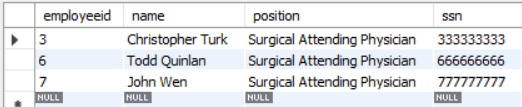 employeeid name position ssn
3 Christopher Turk Surgical Attending Physician 333333333
6 Todd Quinlan Surgical Attending Physician 666666666
7 John Wen Surgical Attending Physician 777777777
NULL NULL NULL NULL